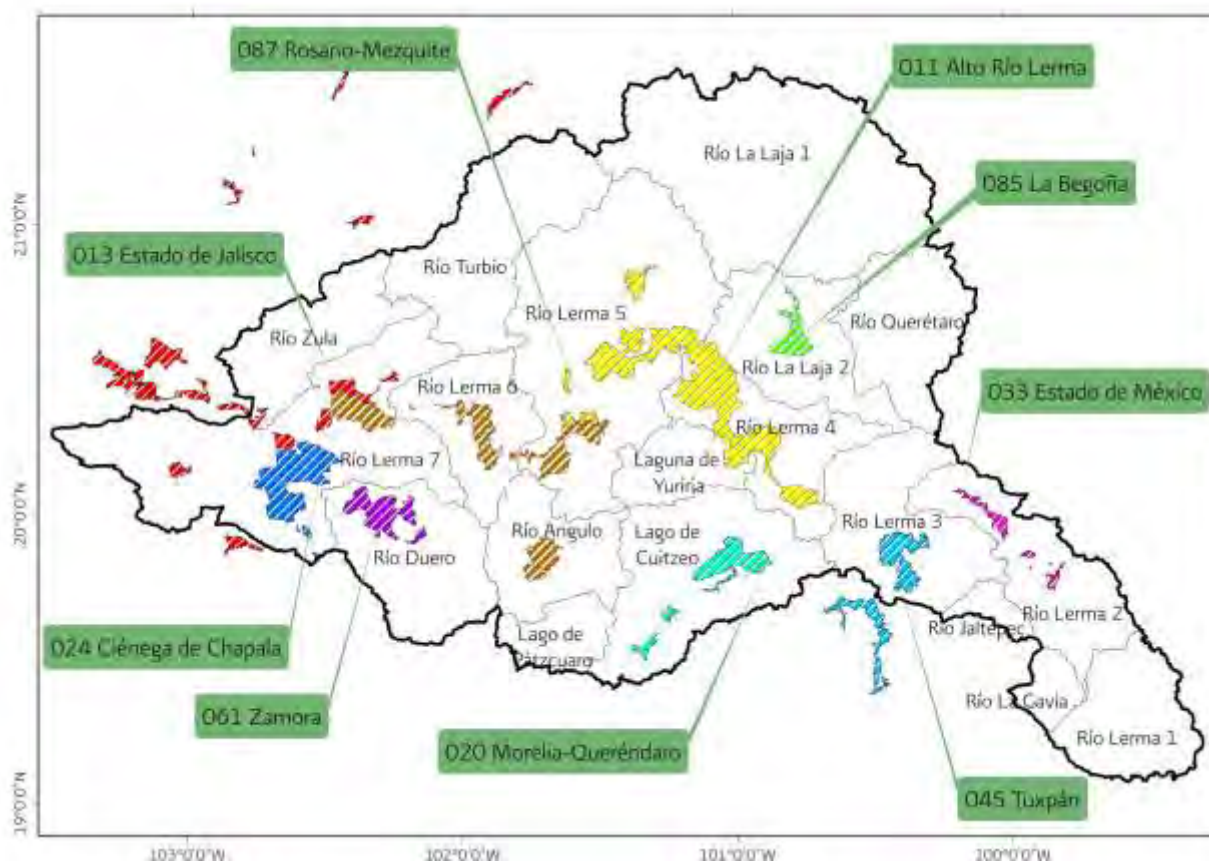 087 Rosario-Mezquite
011 Alto Río Lerma
Río La Laja 1
085 La Begoña
21°0'0"N
013 Estado de Jalisco
Río Turbio
Río Lerma 5
Río Querétaro
Río Zula
Río La Laja 2
Río Lerma 6
033 Estado de México
Río Lerma 4
Río Lerma 7
Laguna de
Yuriria
20°0'0"N
Río Lerma 3
Río Angulo
Lago de
Cuitzeo
Río Duero
Río Lerma 2
Río Jaltepec
024 Ciénega de Chapala
Lago de
Pátzcuaro
Río La Gavia
061 Zamora
Río Lerma 1
020 Morelia-Queréndaro
045 Tuxpán
19°0'0"N
103°0'0"W
102°0'0"W
101°0'0"W
100°0'0"W